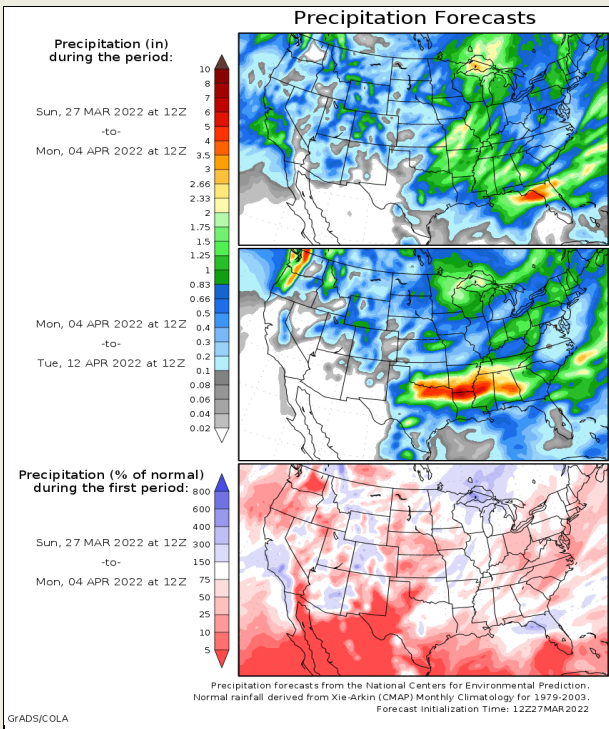 Precipitation Forecasts
Precipitation (in)
during the period:
Sun, 27 MAR 2022 at 12Z
-to-
Mon, 04 APR 2022 at 12Z
10
8
7
6
5
4
3.5
3
2.66
2.33
2
1.75
1.5
1.25
1
0.83
0.66
0.5
0.4
0.3
0.2
0.1
0.08
0.06
0.04
0.02
Mon, 04 APR 2022 at 12Z
-to-
Tue, 12 APR 2022 at 12Z
Precipitation (% of normal)
during the first period:
Sun, 27 MAR 2022 at 12Z
-to-
Mon, 04 APR 2022 at 12Z
800
600
400
300
150
75
50
25
10
5
Precipitation forecasts from the National Centers for Environmental Prediction.
Normal rainfall derived from Xie-Arkin (CMAP) Monthly Climatology for 1979-2003.
Forecast Initialization Time: 12Z27MAR2022
GrADS/COLA